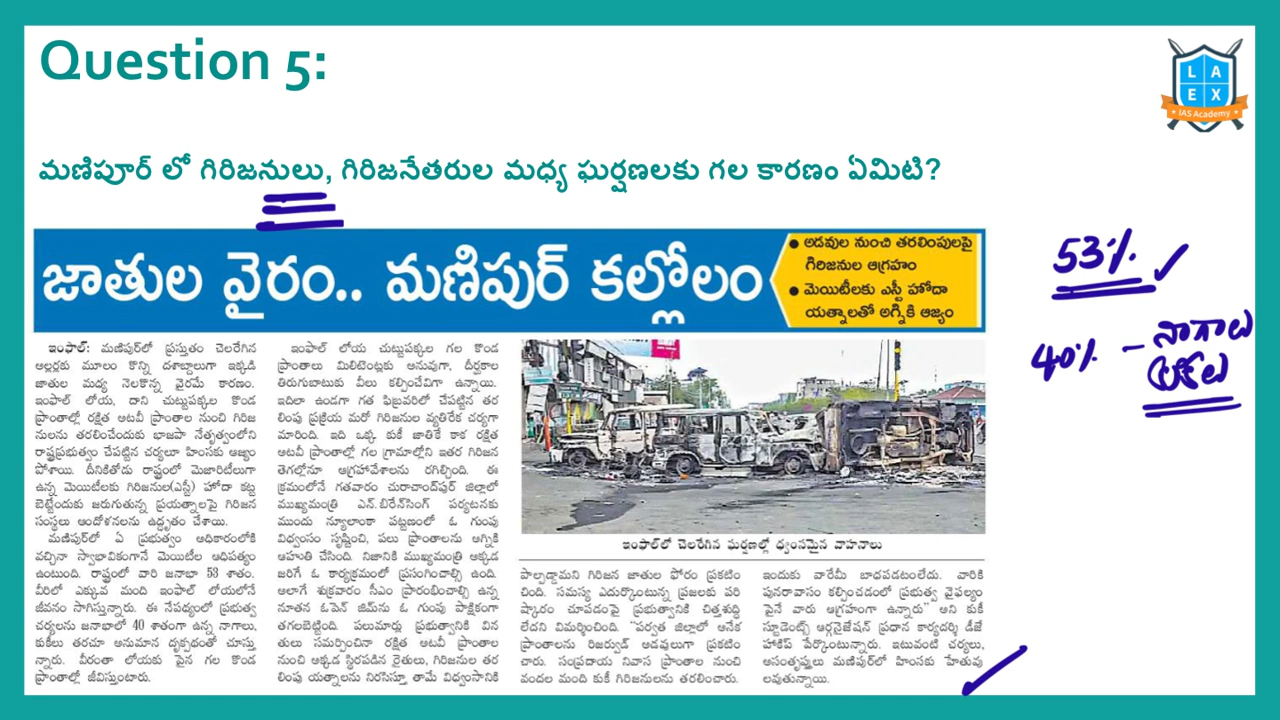 Question 5:
L A
E X
IAS Academy
మణిపూర్ లో గిరిజనులు, గిరిజనేతరుల మధ్య ఘర్షణలకు గల కారణం ఏమిటి?
జాతుల వైరం.. మణిపుర్ కల్లోలం
● అడవుల నుంచి తరలింపులపై
గిరిజనుల ఆగ్రహం
● మెయిటీలకు ఎస్టీ హోదా
యత్నాలతో అగ్నికి ఆజ్యం
53%.
40%. – నాగాలు
కుకీలు
ఇంఫాల్: మణిపుర్‌లో ప్రస్తుతం చెలరేగిన
అల్లర్లకు మూలం కొన్ని దశాబ్దాలుగా ఇక్కడి
జాతుల మధ్య నెలకొన్న వైరమే కారణం.
ఇంఫాల్ లోయ, దాని చుట్టుపక్కల కొండ
ప్రాంతాల్లో రక్షిత అటవీ ప్రాంతాల నుంచి గిరిజ
నులను తరలించేందుకు భాజపా నేతృత్వంలోని
రాష్ట్రప్రభుత్వం చేపట్టిన చర్యలూ హింసకు ఆజ్యం
పోశాయి. దీనికితోడు రాష్ట్రంలో మెజారిటీలుగా
ఉన్న మెయిటీలకు గిరిజనుల(ఎస్టీ) హోదా కట్ట
బెట్టేందుకు జరుగుతున్న ప్రయత్నాలపై గిరిజన
సంస్థలు ఆందోళనలను ఉద్ధృతం చేశాయి.
మణిపుర్‌లో ఏ ప్రభుత్వం అధికారంలోకి
వచ్చినా స్వాభావికంగానే మెయిటీల ఆధిపత్యం
ఉంటుంది. రాష్ట్రంలో వారి జనాభా 53 శాతం.
వీరిలో ఎక్కువ మంది ఇంఫాల్ లోయలోనే
జీవనం సాగిస్తున్నారు. ఈ నేపథ్యంలో ప్రభుత్వ
చర్యలను జనాభాలో 40 శాతంగా ఉన్న నాగాలు,
కుకీలు తరచూ అనుమాన దృక్పథంతో చూస్తు
న్నారు. వీరంతా లోయకు పైన గల కొండ
ప్రాంతాల్లో జీవిస్తుంటారు.
ఇంఫాల్ లోయ చుట్టుపక్కల గల కొండ
ప్రాంతాలు మిలిటెంట్లకు అనువుగా, దీర్ఘకాల
తిరుగుబాటుకు వీలు కల్పించేవిగా ఉన్నాయి.
ఇదిలా ఉండగా గత ఫిబ్రవరిలో చేపట్టిన తర
లింపు ప్రక్రియ మరో గిరిజనుల వ్యతిరేక చర్యగా
మారింది. ఇది ఒక్క కుకీ జాతికే కాక రక్షిత
అటవీ ప్రాంతాల్లో గల గ్రామాల్లోని ఇతర గిరిజన
తెగల్లోనూ ఆగ్రహావేశాలను రగిల్చింది. ఈ
క్రమంలోనే గతవారం చురాచాంద్‌పుర్ జిల్లాలో
ముఖ్యమంత్రి ఎన్.బిరేన్‌సింగ్ పర్యటనకు
ముందు న్యూలాంకా పట్టణంలో ఓ గుంపు
విధ్వంసం సృష్టించి, పలు ప్రాంతాలను అగ్నికి
ఆహుతి చేసింది. నిజానికి ముఖ్యమంత్రి అక్కడ
జరిగే ఓ కార్యక్రమంలో ప్రసంగించాల్సి ఉంది.
అలాగే శుక్రవారం సీఎం ప్రారంభించాల్సి ఉన్న
నూతన ఓపెన్ జిమ్‌ను ఓ గుంపు పాక్షికంగా
తగలబెట్టింది. పలుమార్లు ప్రభుత్వానికి విన
తులు సమర్పించినా రక్షిత అటవీ ప్రాంతాల
నుంచి అక్కడ స్థిరపడిన రైతులు, గిరిజనుల తర
లింపు యత్నాలను నిరసిస్తూ తామే విధ్వంసానికి
ఇంఫాల్‌లో చెలరేగిన ఘర్షణల్లో ధ్వంసమైన వాహనాలు
పాల్పడ్డామని గిరిజన జాతుల ఫోరం ప్రకటిం
చింది. సమస్య ఎదుర్కొంటున్న ప్రజలకు పరి
ష్కారం చూపడంపై ప్రభుత్వానికి చిత్తశుద్ధి
లేదని విమర్శించింది. ‘‘పర్వత జిల్లాలో అనేక
ప్రాంతాలను రిజర్వుడ్ అడవులుగా ప్రకటిం
చారు. సంప్రదాయ నివాస ప్రాంతాల నుంచి
వందల మంది కుకీ గిరిజనులను తరలించారు.
ఇందుకు వారేమీ బాధపడటంలేదు. వారికి
పునరావాసం కల్పించడంలో ప్రభుత్వ వైఫల్యం
పైనే వారు ఆగ్రహంగా ఉన్నారు’’ అని కుకీ
స్టూడెంట్స్ ఆర్గనైజేషన్ ప్రధాన కార్యదర్శి డీజే
హాకిప్ పేర్కొంటున్నారు. ఇటువంటి చర్యలు,
అసంతృప్తులు మణిపుర్‌లో హింసకు హేతువు
లవుతున్నాయి.